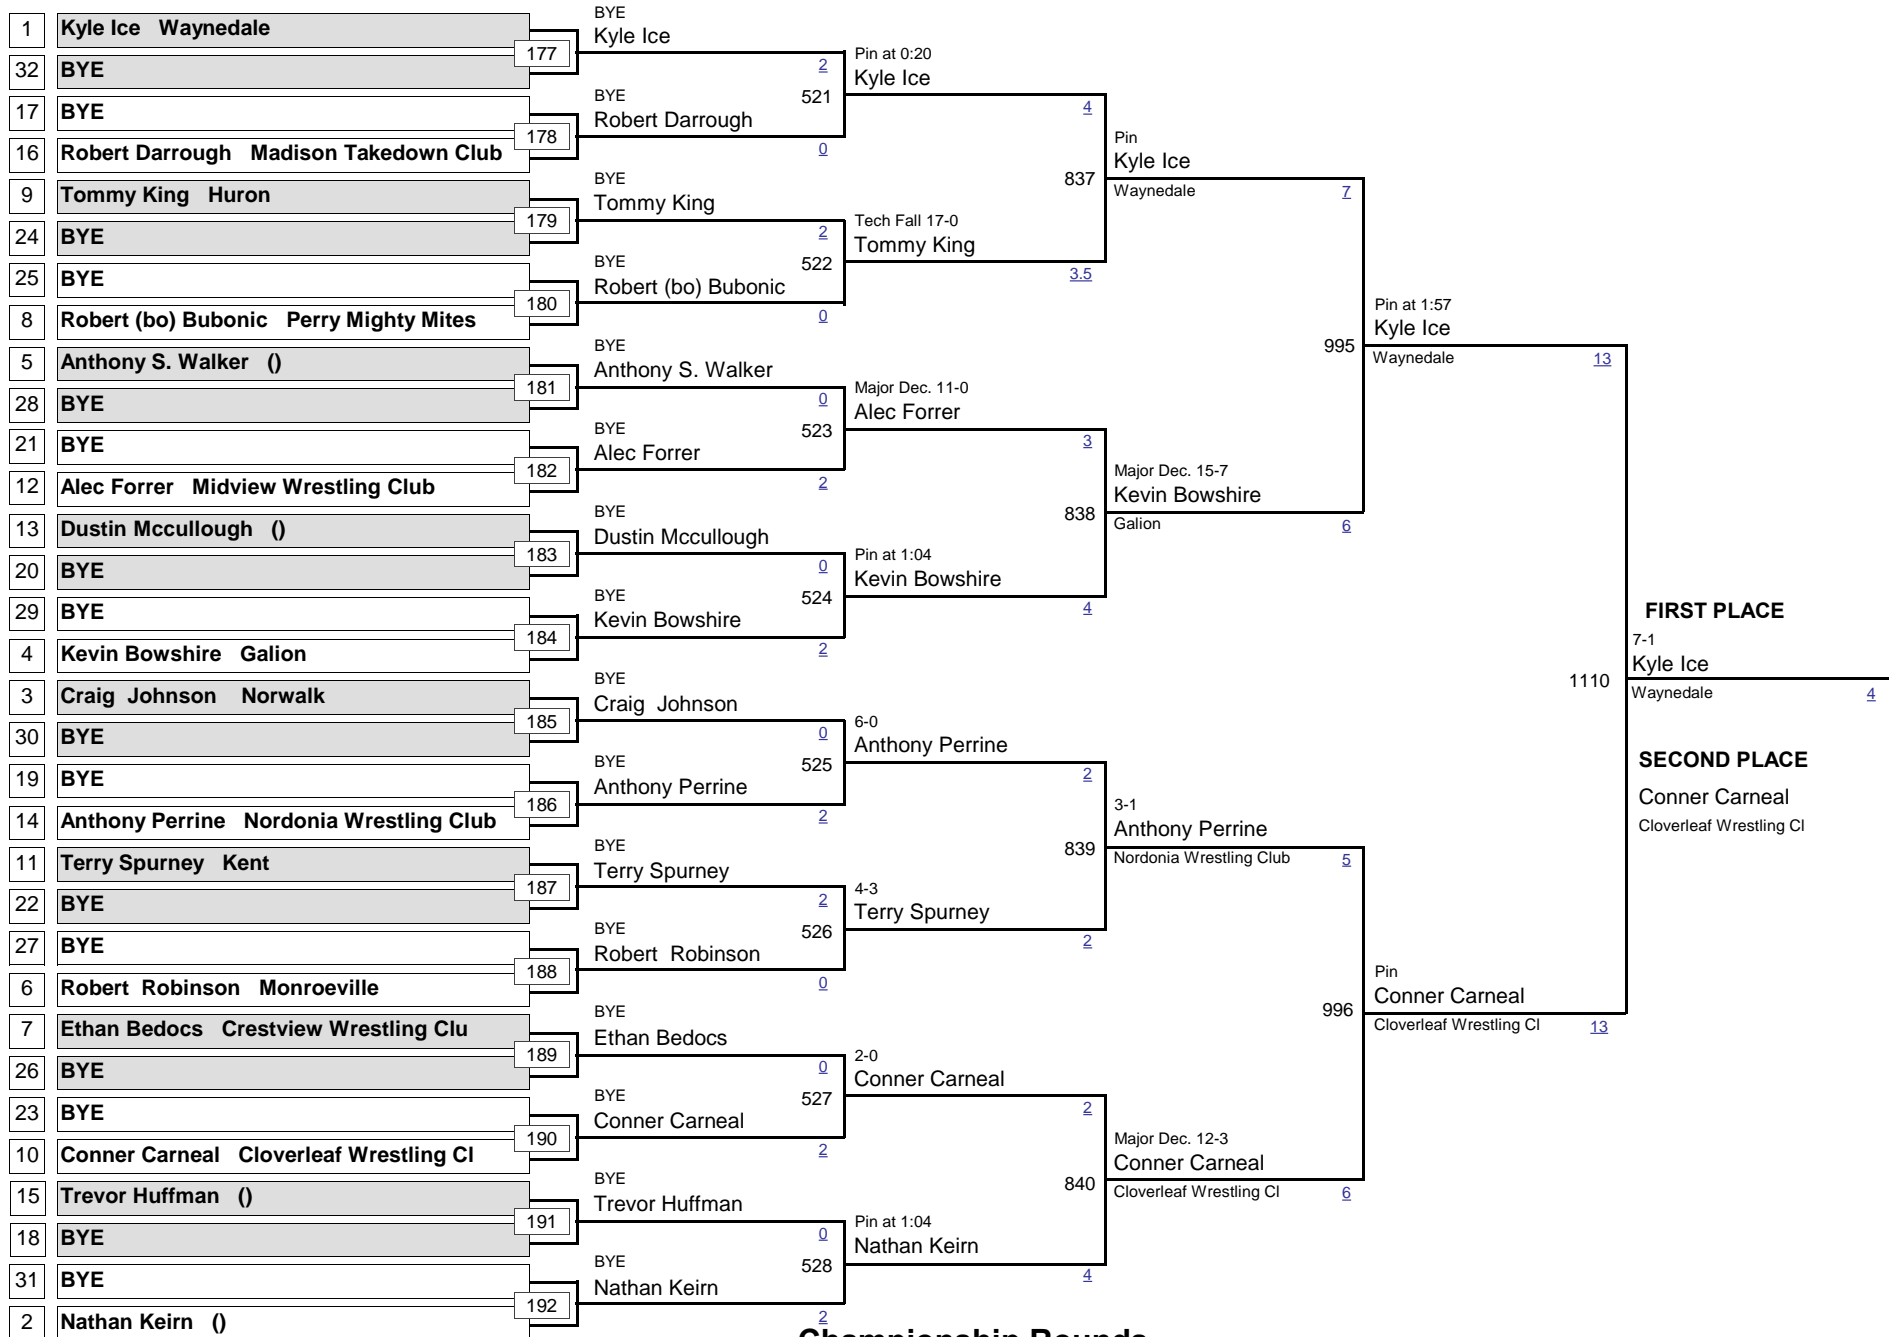 1 Kyle Ice Waynedale
32 BYE
17 BYE
16 Robert Darrough Madison Takedown Club
9 Tommy King Huron
24 BYE
25 BYE
8 Robert (bo) Bubonic Perry Mighty Mites
5 Anthony S. Walker ()
28 BYE
21 BYE
12 Alec Forrer Midview Wrestling Club
13 Dustin Mccullough ()
20 BYE
29 BYE
4 Kevin Bowshire Galion
3 Craig Johnson Norwalk
30 BYE
19 BYE
14 Anthony Perrine Nordonia Wrestling Club
11 Terry Spurney Kent
22 BYE
27 BYE
6 Robert Robinson Monroeville
7 Ethan Bedocs Crestview Wrestling Clu
26 BYE
23 BYE
10 Conner Carneal Cloverleaf Wrestling Cl
15 Trevor Huffman ()
18 BYE
31 BYE
2 Nathan Keirn ()
177
178
179
180
181
182
183
184
185
186
187
188
189
190
191
192
BYE
Kyle Ice
2
521
BYE
Robert Darrough
0
BYE
Tommy King
2
522
BYE
Robert (bo) Bubonic
0
BYE
Anthony S. Walker
0
523
BYE
Alec Forrer
2
BYE
Dustin Mccullough
0
524
BYE
Kevin Bowshire
2
BYE
Craig Johnson
0
525
BYE
Anthony Perrine
2
BYE
Terry Spurney
2
526
BYE
Robert Robinson
0
BYE
Ethan Bedocs
0
527
BYE
Conner Carneal
2
BYE
Trevor Huffman
0
528
BYE
Nathan Keirn
2
Pin at 0:20
Kyle Ice
4
837
Tech Fall 17-0
Tommy King
3.5
Major Dec. 11-0
Alec Forrer
3
838
Pin at 1:04
Kevin Bowshire
4
6-0
Anthony Perrine
2
839
4-3
Terry Spurney
2
2-0
Conner Carneal
2
840
Pin at 1:04
Nathan Keirn
4
Pin
Kyle Ice
Waynedale 7
995
Major Dec. 15-7
Kevin Bowshire
Galion 6
3-1
Anthony Perrine
Nordonia Wrestling Club 5
996
Major Dec. 12-3
Conner Carneal
Cloverleaf Wrestling Cl 6
Pin at 1:57
Kyle Ice
Waynedale 13
1110
Pin
Conner Carneal
Cloverleaf Wrestling Cl 13
FIRST PLACE
7-1
Kyle Ice
Waynedale 4
SECOND PLACE
Conner Carneal
Cloverleaf Wrestling Cl
Championship Rounds